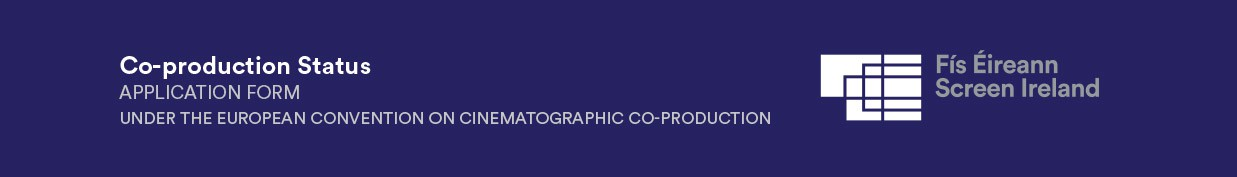 Co-production Status
APPLICATION FORM
UNDER THE EUROPEAN CONVENTION ON CINEMATOGRAPHIC CO-PRODUCTION
Fís Éireann
Screen Ireland